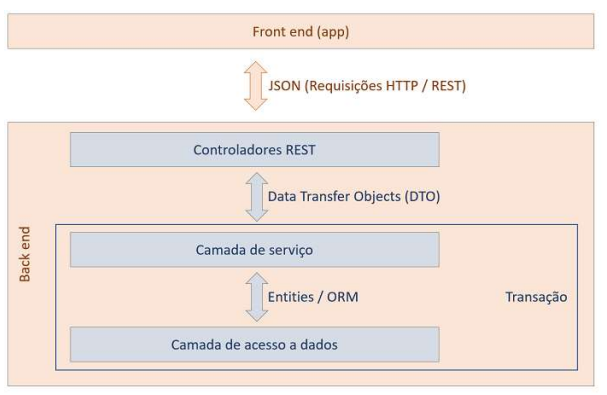 Front end (app)
JSON (Requisições HTTP / REST)
Controladores REST
Data Transfer Objects (DTO)
Back end
Camada de serviço
Entities / ORM
Transação
Camada de acesso a dados